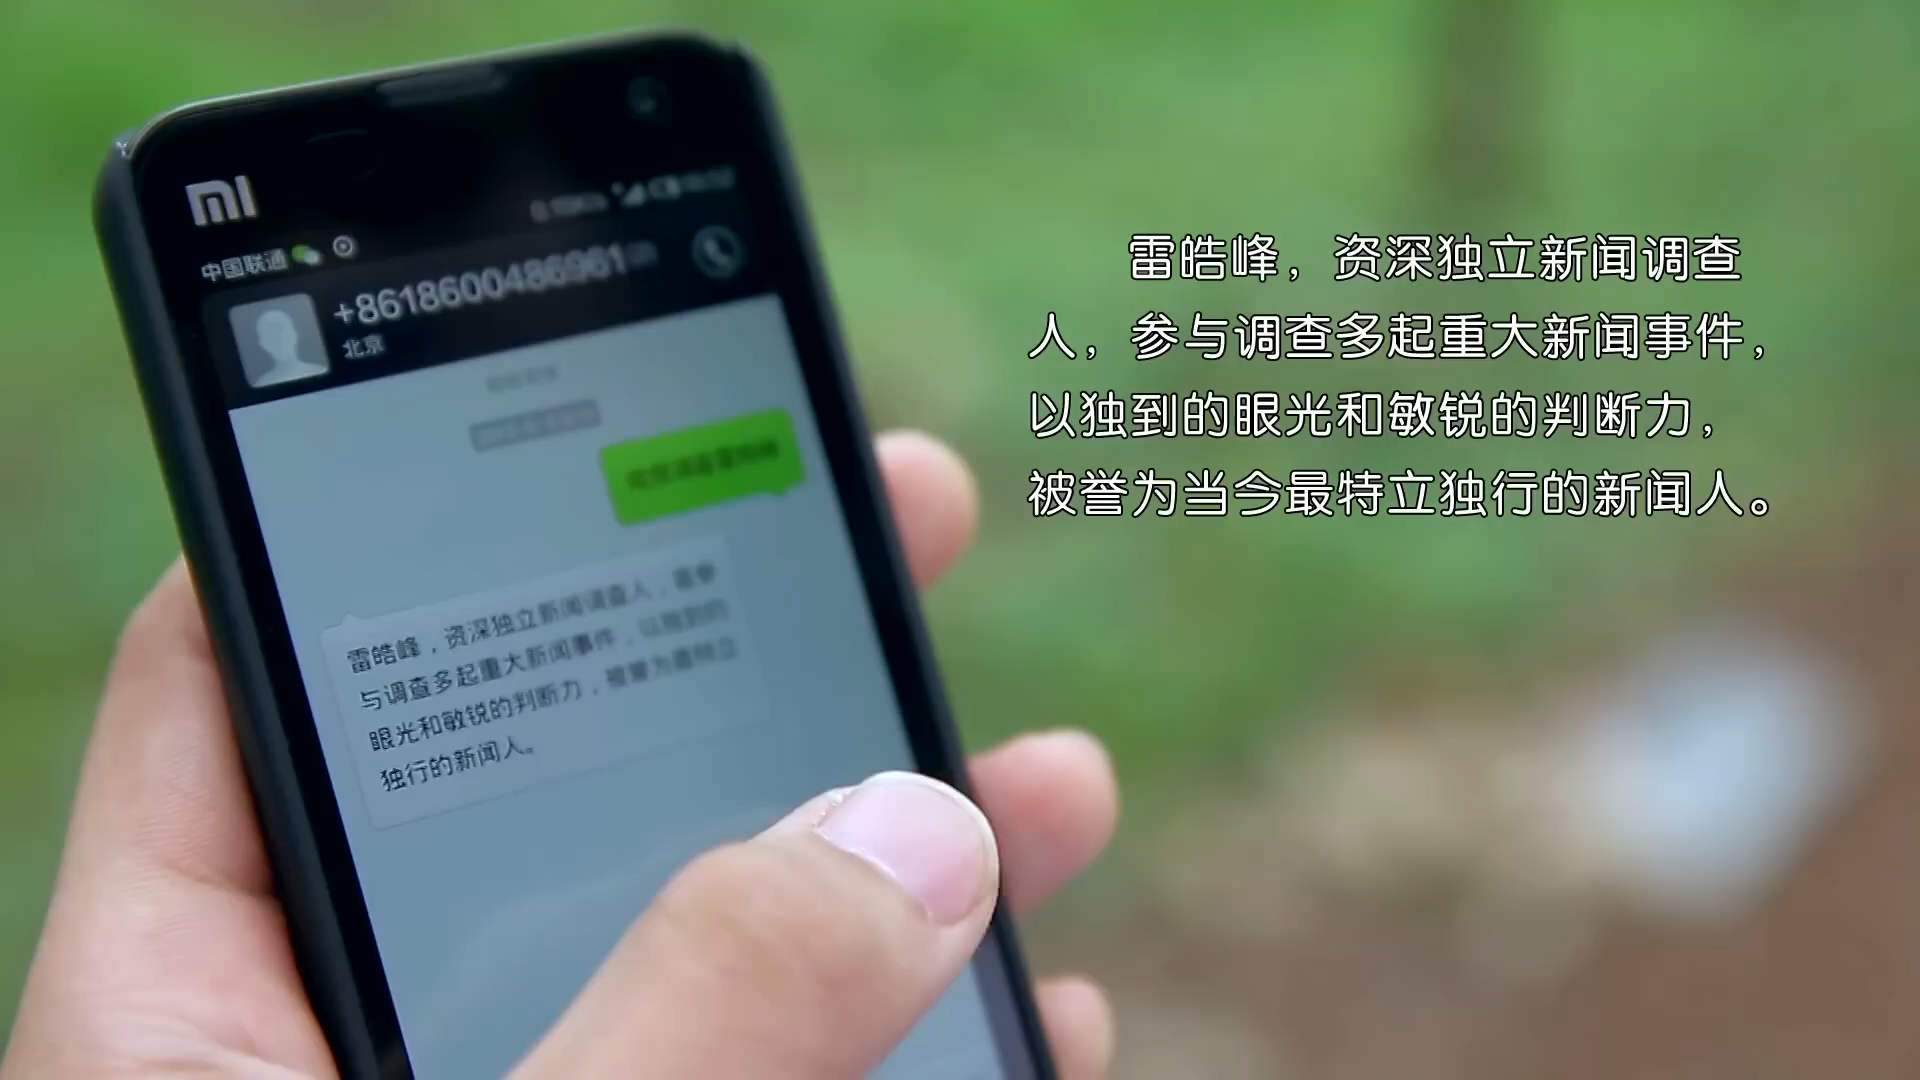 MI
中国联通
+8618600486961
北京
雷皓峰，资深独立新闻调查人，曾参
与调查多起重大新闻事件，以独到的
眼光和敏锐的判断力，被誉为最特立
独行的新闻人。
雷皓峰，资深独立新闻调查
人，参与调查多起重大新闻事件，
以独到的眼光和敏锐的判断力，
被誉为当今最特立独行的新闻人。